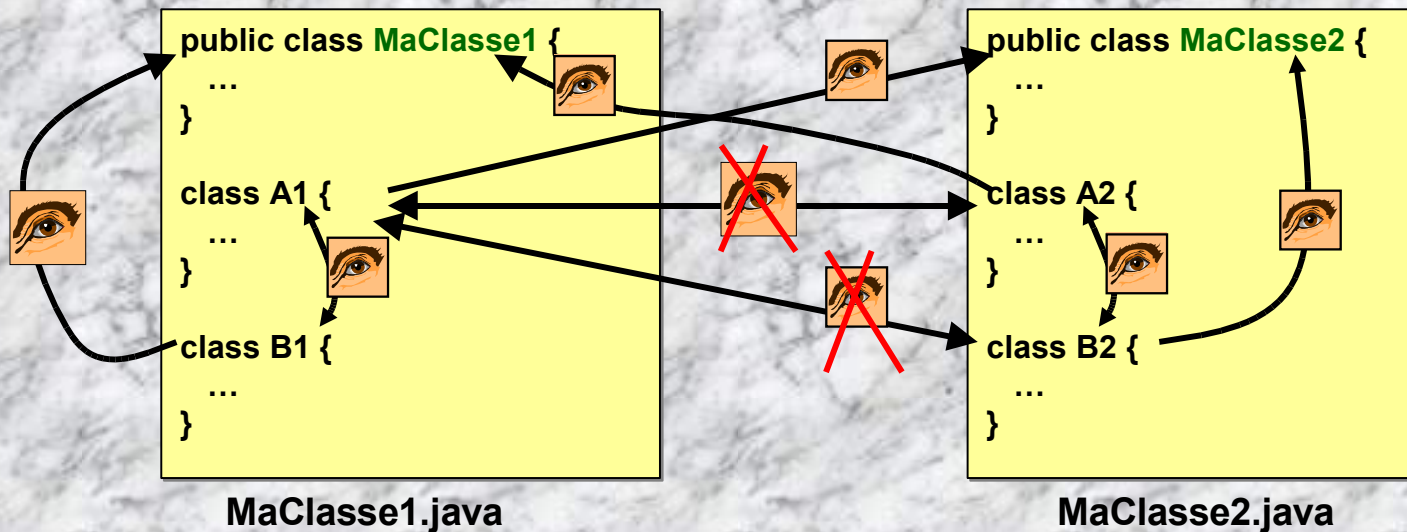 public class MaClasse1 {
…
}
class A1 {
…
}
class B1 {
…
}
MaClasse1.java
public class MaClasse2 {
…
}
class A2 {
…
}
class B2 {
…
}
MaClasse2.java